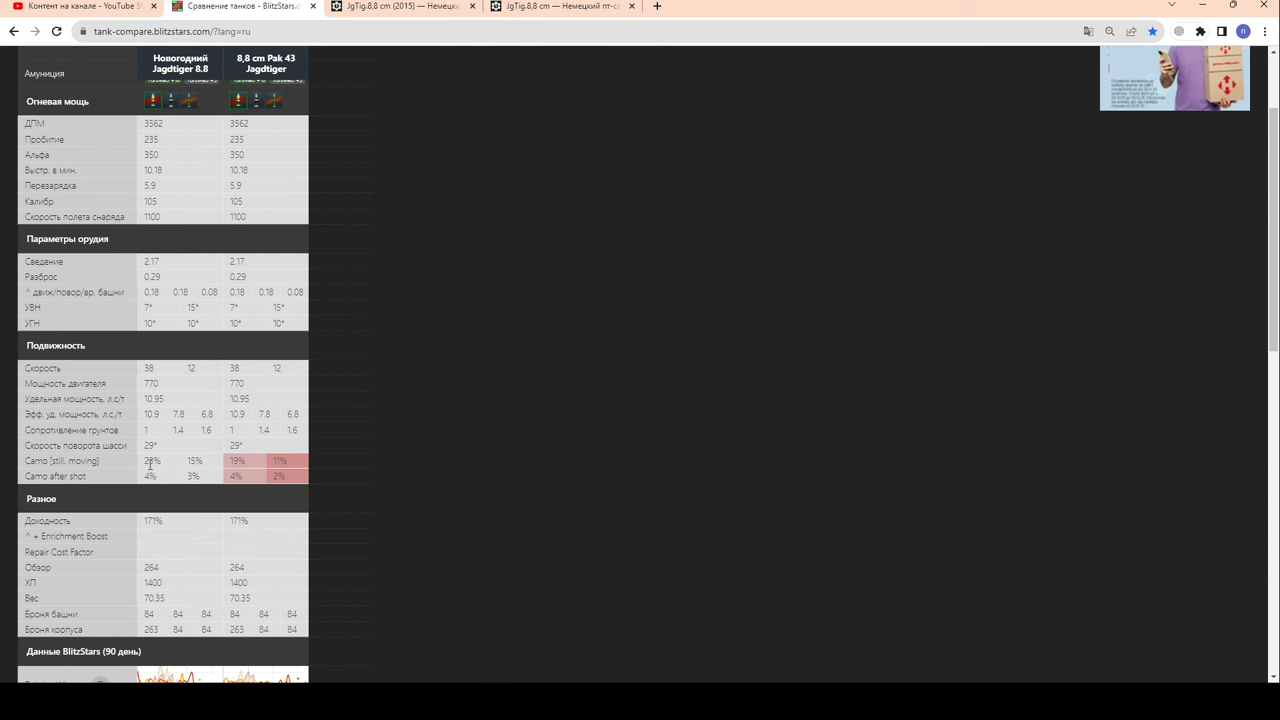 Контент на канале - YouTube S
Сравнение танков - BlitzStars.co
JgTig.8,8 cm (2015) — Немецки
JgTig.8,8 cm — Немецкий пт-са
tank-compare.blitzstars.com/?lang=ru
Новогодний Jagdtiger 8.8
8,8 cm Pak 43 Jagdtiger
Амуниция
Огневая мощь
ДПМ 3562 3562
Пробитие 235 235
Альфа 350 350
Выстр. в мин. 10.18 10.18
Перезарядка 5.9 5.9
Калибр 105 105
Скорость полета снаряда 1100 1100
Параметры орудия
Сведение 2.17 2.17
Разброс 0.29 0.29
^ движ/повор/вр. башни 0.18 0.18 0.08 0.18 0.18 0.08
УВН 7° 15° 7° 15°
УГН 10° 10° 10° 10°
Подвижность
Скорость 38 12 38 12
Мощность двигателя 770 770
Удельная мощность, л.с/т 10.95 10.95
Эфф. уд. мощность, л.с./т 10.9 7.8 6.8 10.9 7.8 6.8
Сопротивление грунтов 1 1.4 1.6 1 1.4 1.6
Скорость поворота шасси 29° 29°
Camo [still, moving] 15% 19% 11%
Camo after shot 4% 3% 4% 2%
Разное
Доходность 171% 171%
^ + Enrichment Boost
Repair Cost Factor
Обзор 264 264
ХП 1400 1400
Вес 70.35 70.35
Броня башни 84 84 84 84 84 84
Броня корпуса 263 84 84 263 84 84
Данные BlitzStars (90 день)